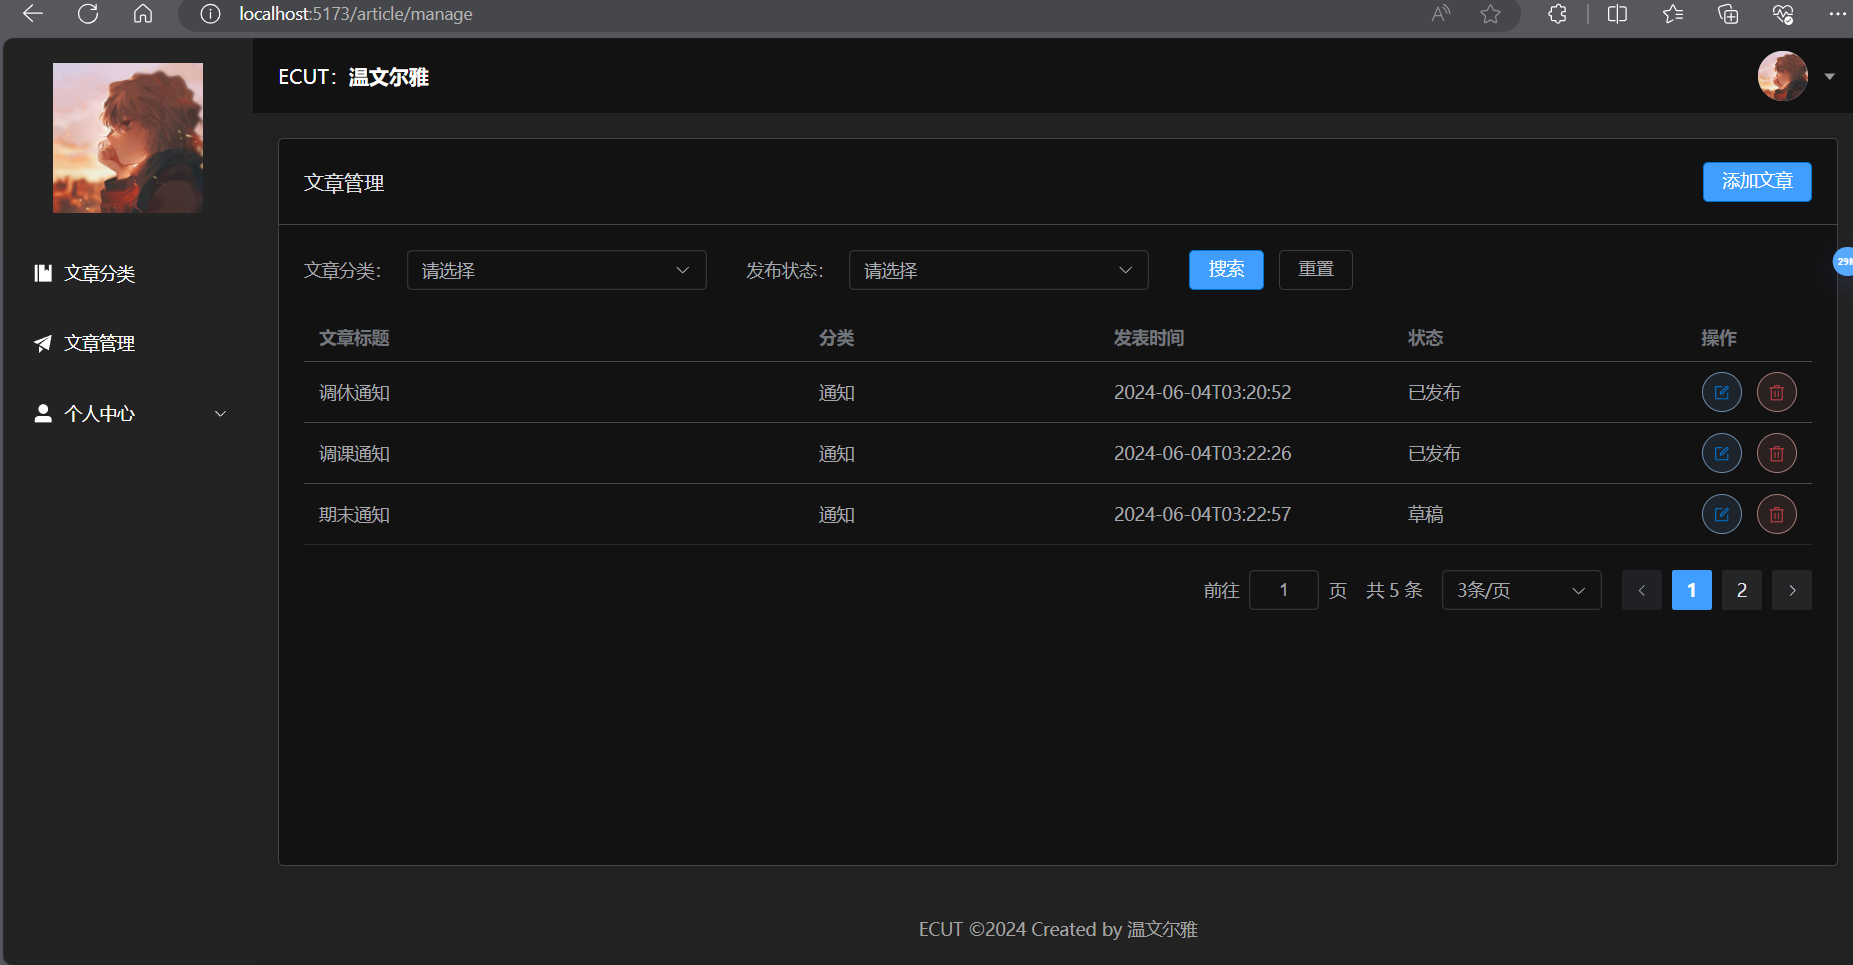 localhost:5173/article/manage
ECUT：温文尔雅
文章分类
文章管理
个人中心
文章管理
添加文章
文章分类： 请选择 发布状态： 请选择 搜索 重置
文章标题 分类 发表时间 状态 操作
调休通知 通知 2024-06-04T03:20:52 已发布
调课通知 通知 2024-06-04T03:22:26 已发布
期末通知 通知 2024-06-04T03:22:57 草稿
前往 1 页 共 5 条 3条/页 1 2
ECUT ©2024 Created by 温文尔雅